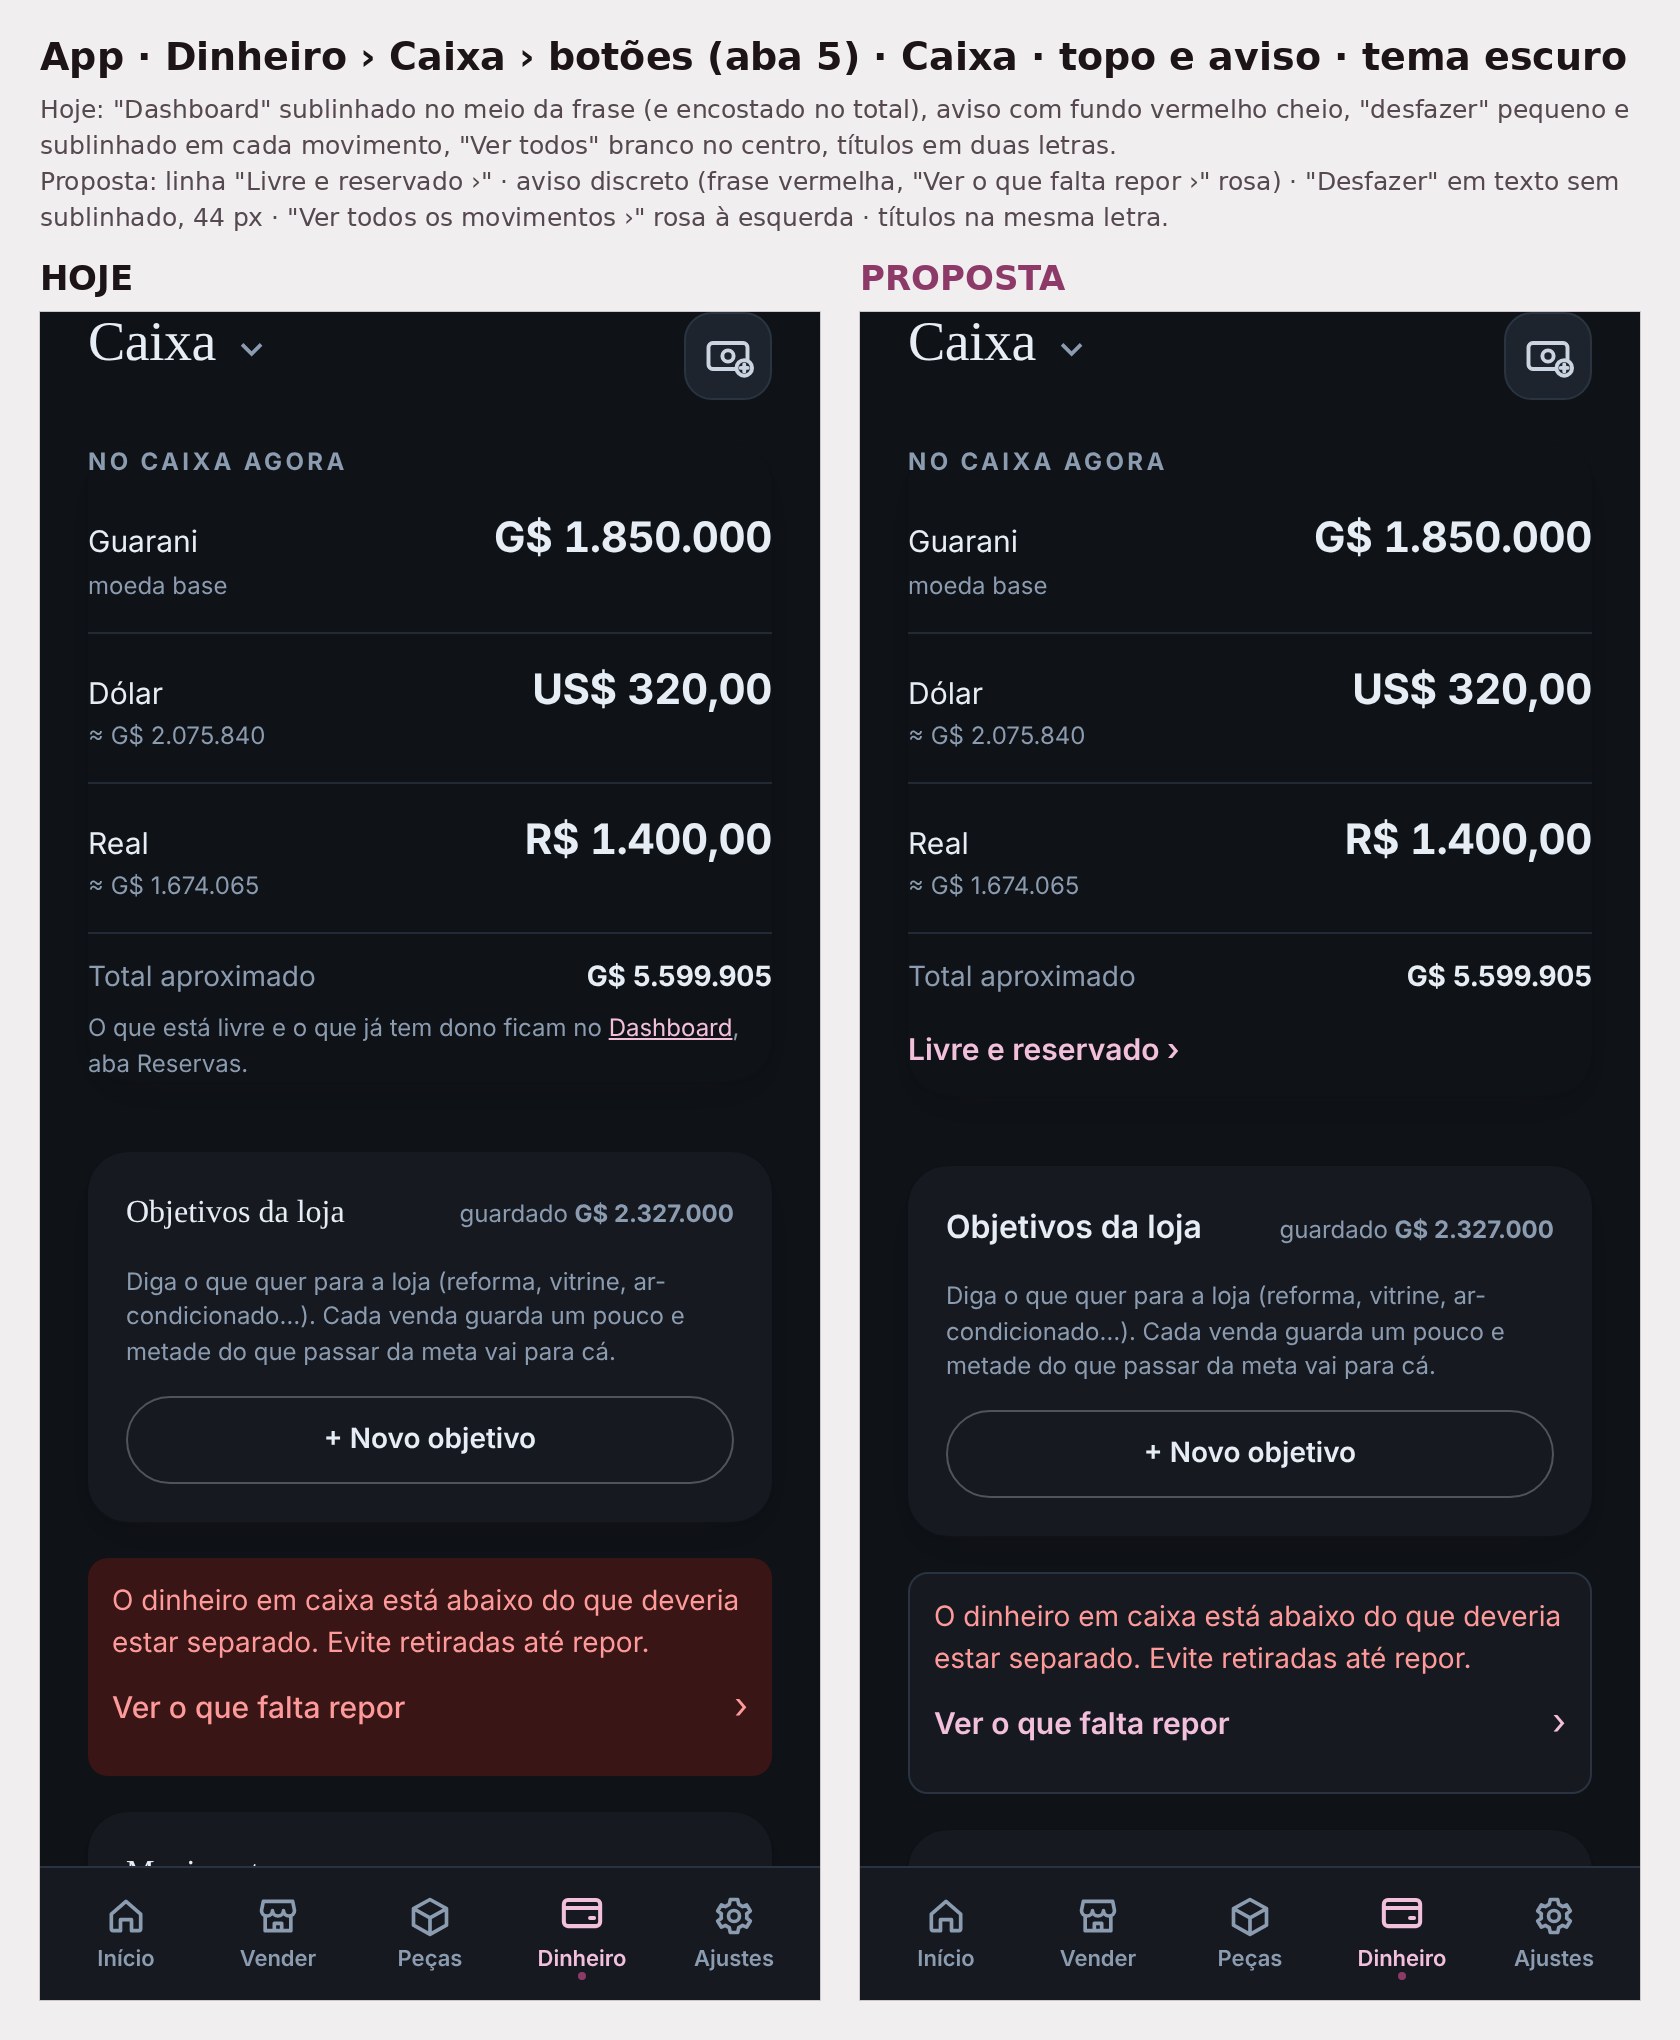 App · Dinheiro › Caixa › botões (aba 5) · Caixa · topo e aviso · tema escuro
Hoje: "Dashboard" sublinhado no meio da frase (e encostado no total), aviso com fundo vermelho cheio, "desfazer" pequeno e
sublinhado em cada movimento, "Ver todos" branco no centro, títulos em duas letras.
Proposta: linha "Livre e reservado ›" · aviso discreto (frase vermelha, "Ver o que falta repor ›" rosa) · "Desfazer" em texto sem
sublinhado, 44 px · "Ver todos os movimentos ›" rosa à esquerda · títulos na mesma letra.
HOJE
Caixa
NO CAIXA AGORA
Guarani G$ 1.850.000
moeda base
Dólar US$ 320,00
≈ G$ 2.075.840
Real R$ 1.400,00
≈ G$ 1.674.065
Total aproximado G$ 5.599.905
O que está livre e o que já tem dono ficam no Dashboard,
aba Reservas.
Objetivos da loja guardado G$ 2.327.000
Diga o que quer para a loja (reforma, vitrine, ar-
condicionado...). Cada venda guarda um pouco e
metade do que passar da meta vai para cá.
+ Novo objetivo
O dinheiro em caixa está abaixo do que deveria
estar separado. Evite retiradas até repor.
Ver o que falta repor ›
Início Vender Peças Dinheiro Ajustes
PROPOSTA
Caixa
NO CAIXA AGORA
Guarani G$ 1.850.000
moeda base
Dólar US$ 320,00
≈ G$ 2.075.840
Real R$ 1.400,00
≈ G$ 1.674.065
Total aproximado G$ 5.599.905
Livre e reservado ›
Objetivos da loja guardado G$ 2.327.000
Diga o que quer para a loja (reforma, vitrine, ar-
condicionado...). Cada venda guarda um pouco e
metade do que passar da meta vai para cá.
+ Novo objetivo
O dinheiro em caixa está abaixo do que deveria
estar separado. Evite retiradas até repor.
Ver o que falta repor ›
Início Vender Peças Dinheiro Ajustes